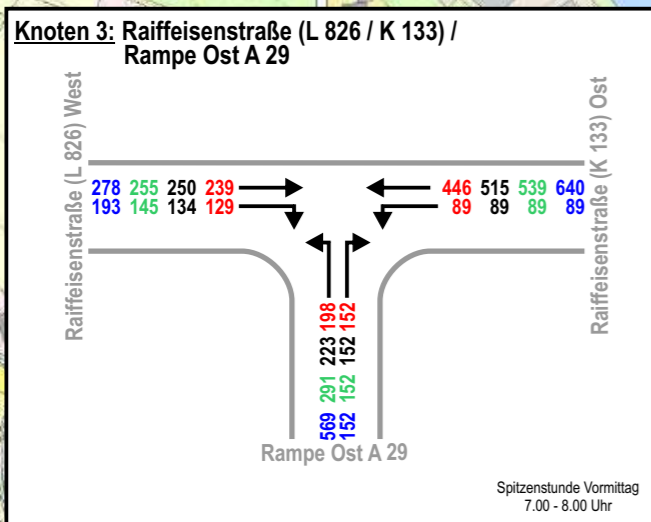 Knoten 3: Raiffeisenstraße (L 826 / K 133) /
Rampe Ost A 29
Raiffeisenstraße (L 826) West
278 255 250 239
193 145 134 129
446 515 539 640
89 89 89 89
Raiffeisenstraße (K 133) Ost
569 291 223 198
152 152 152 152
Rampe Ost A 29
Spitzenstunde Vormittag
7.00 - 8.00 Uhr